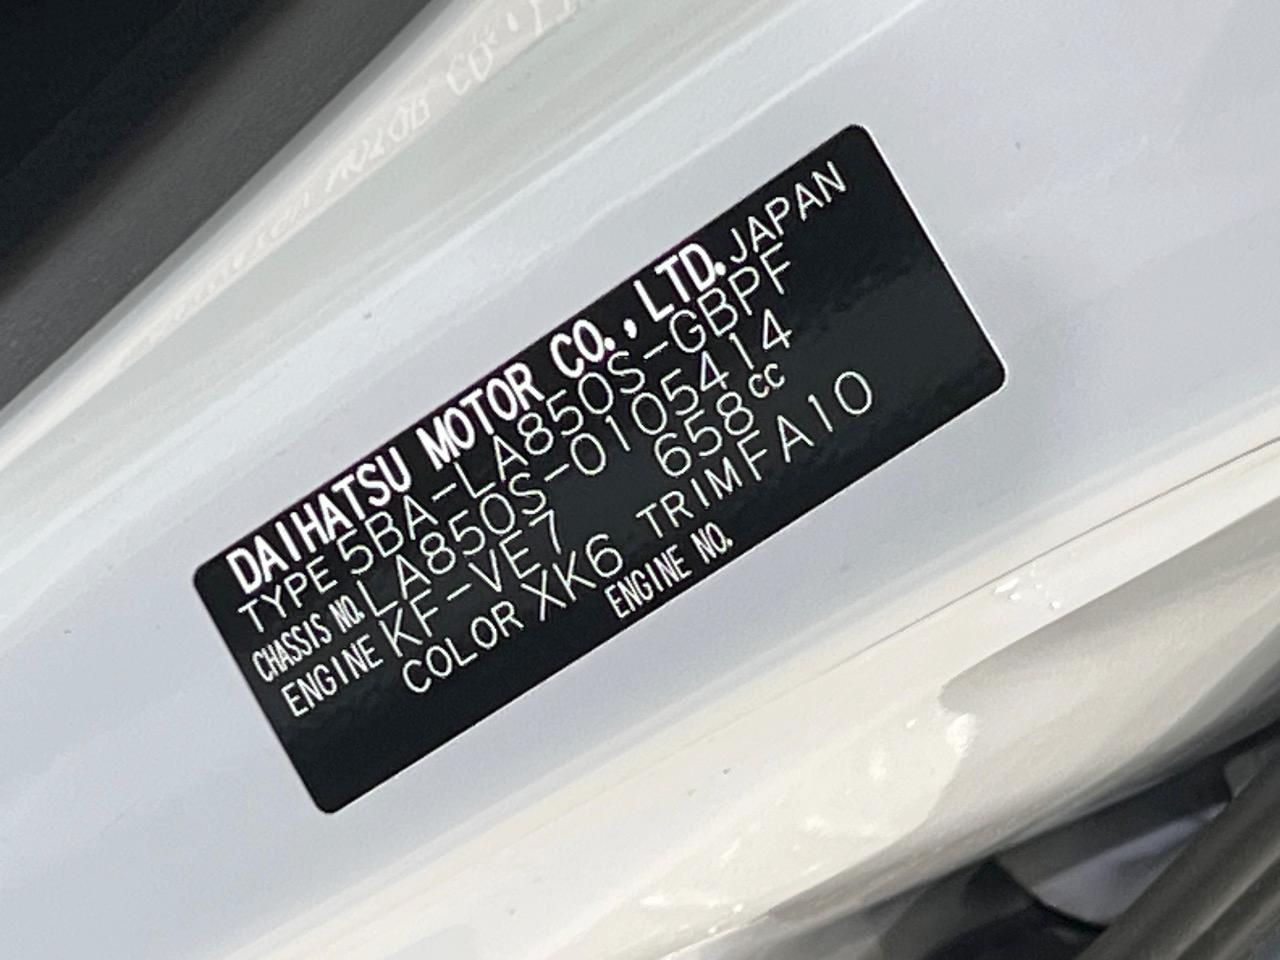 DAIHATSU MOTOR CO., LTD. JAPAN
TYPE 5BA-LA850S-GBPF
CHASSIS NO. LA850S-0105414
ENGINE KF-VE7 658cc
COLOR XK6 TRIM FA10
ENGINE NO.